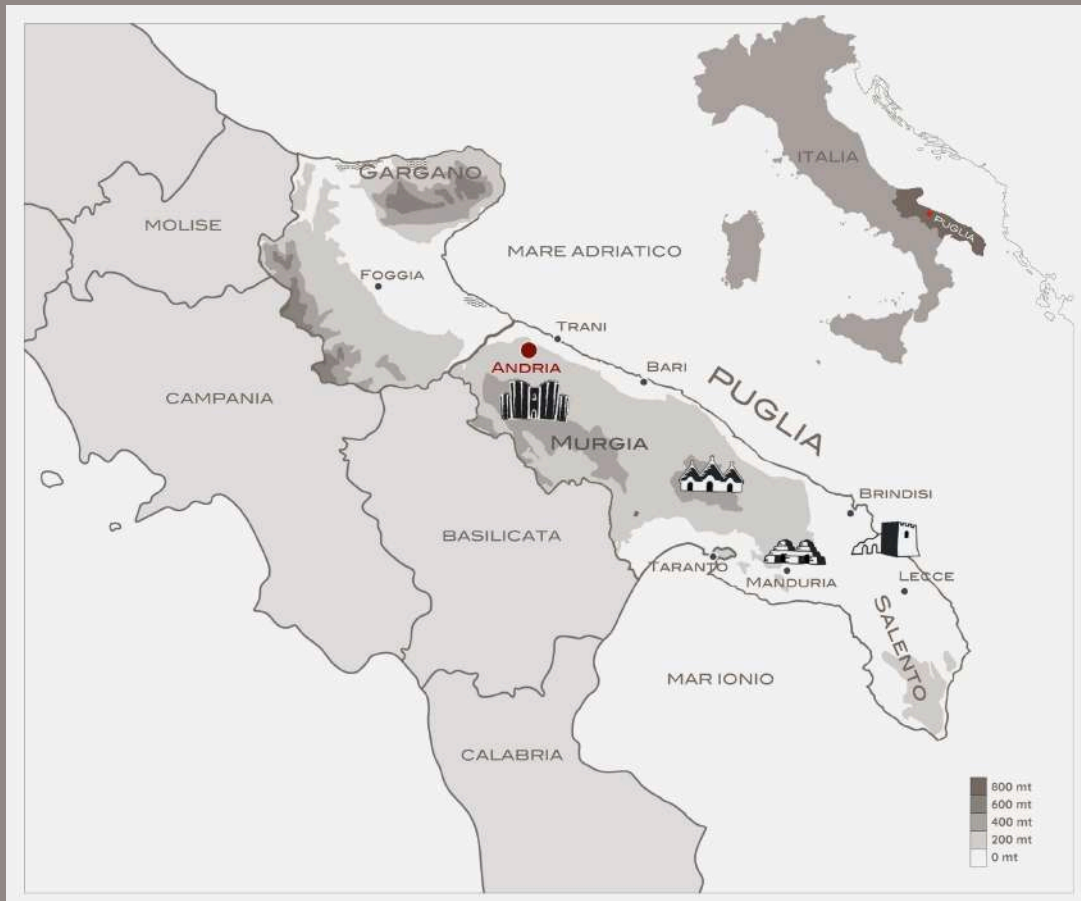 GARGANO
ITALIA
MOLISE
PUGLIA
MARE ADRIATICO
FOGGIA
TRANI
ANDRIA
BARI
PUGLIA
CAMPANIA
MURGIA
BRINDISI
BASILICATA
TARANTO
MANDURIA
LECCE
SALENTO
MAR IONIO
CALABRIA
800 mt
600 mt
400 mt
200 mt
0 mt